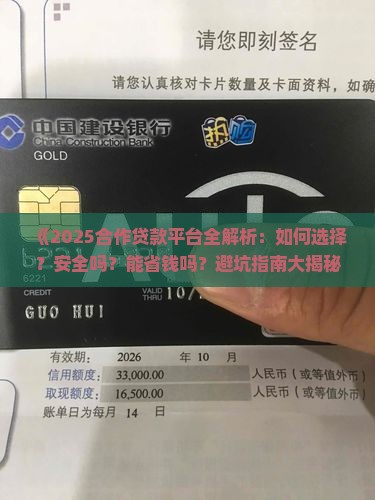 请您即刻签名
请您认真核对卡片数量及卡面资料，如确
中国建设银行
China Construction Bank
GOLD
《2025合作贷款平台全解析：如何选择
？安全吗？能省钱吗？避坑指南大揭秘
6221
CREDIT
VALID
THRU
10/
GUO HUI
有效期： 2026 年 10 月
信用额度： 33,000.00 人民币（或等值外币）
取现额度： 16,500.00 人民币（或等值外币）
账单日为每月 14 日